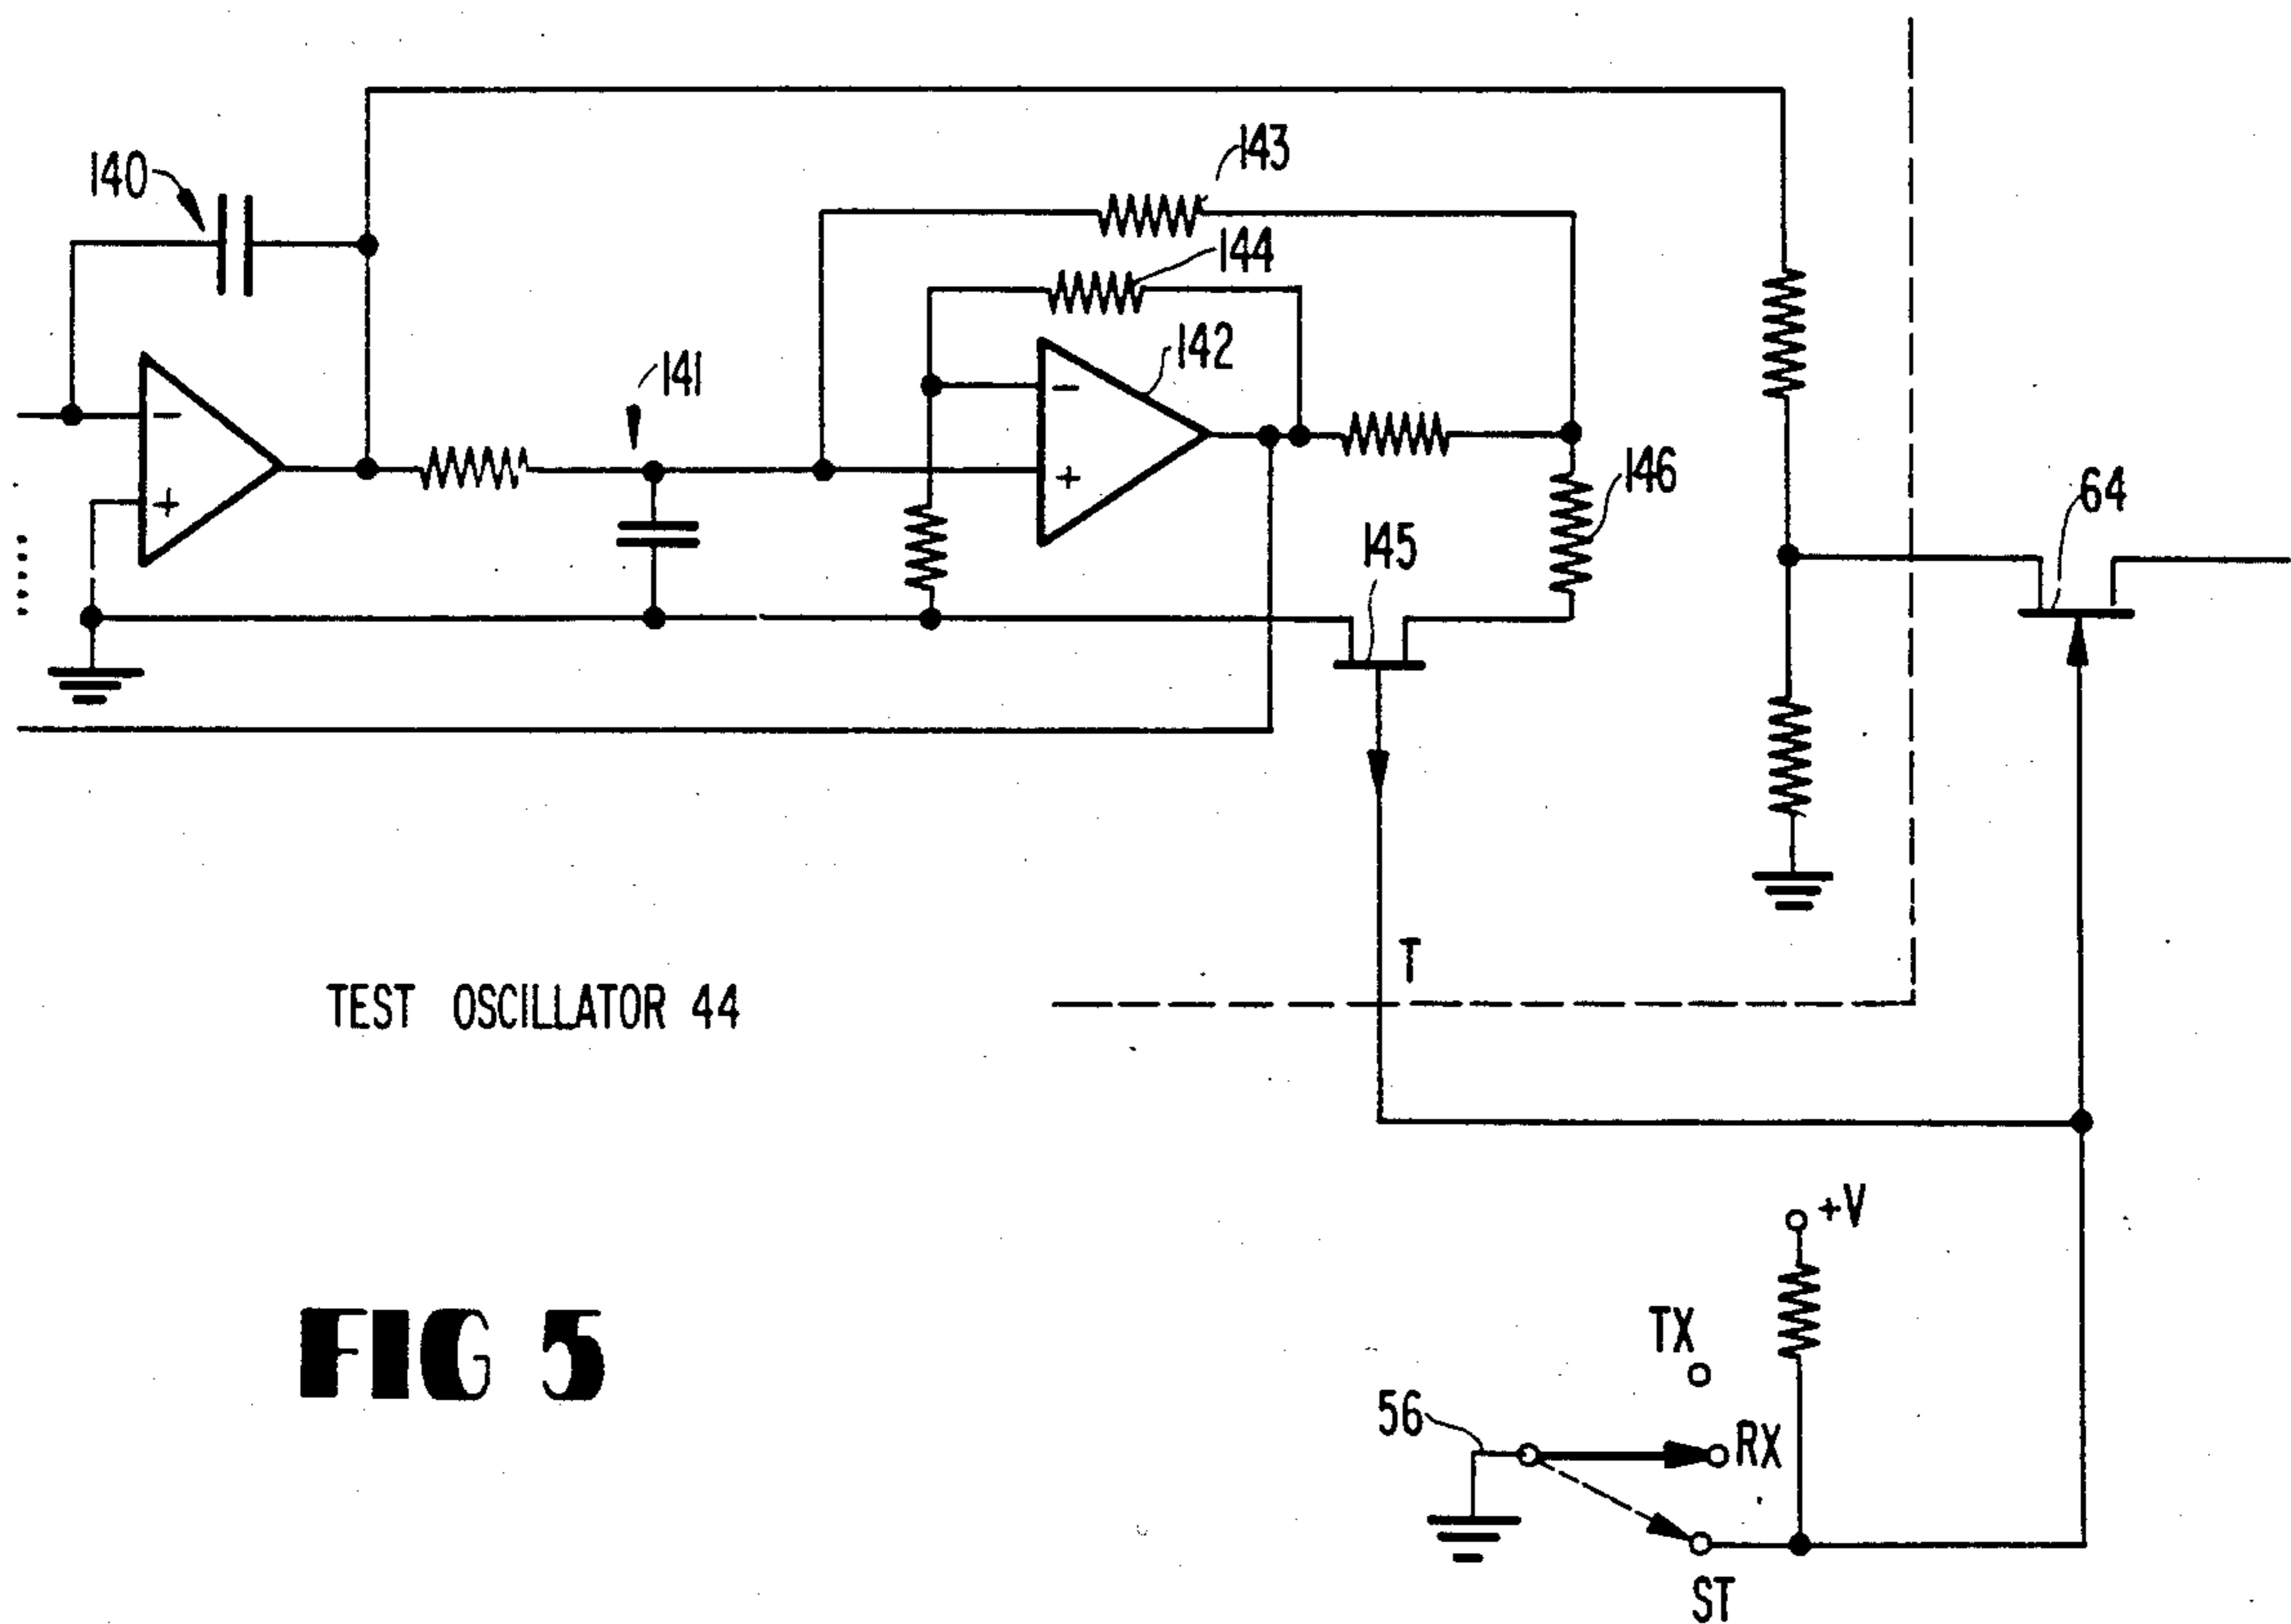 140
143
144
142
141
146
145
64
-
+
-
+
T
TEST OSCILLATOR 44
+V
TX
56
RX
ST
FIG 5